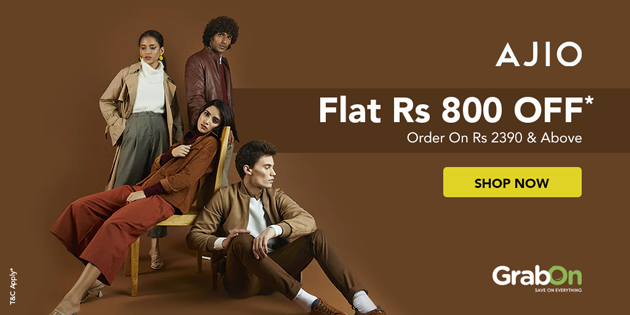 AJIO
Flat Rs 800 OFF*
Order On Rs 2390 & Above
SHOP NOW
GrabOn
SAVE ON EVERYTHING
T&C Apply*